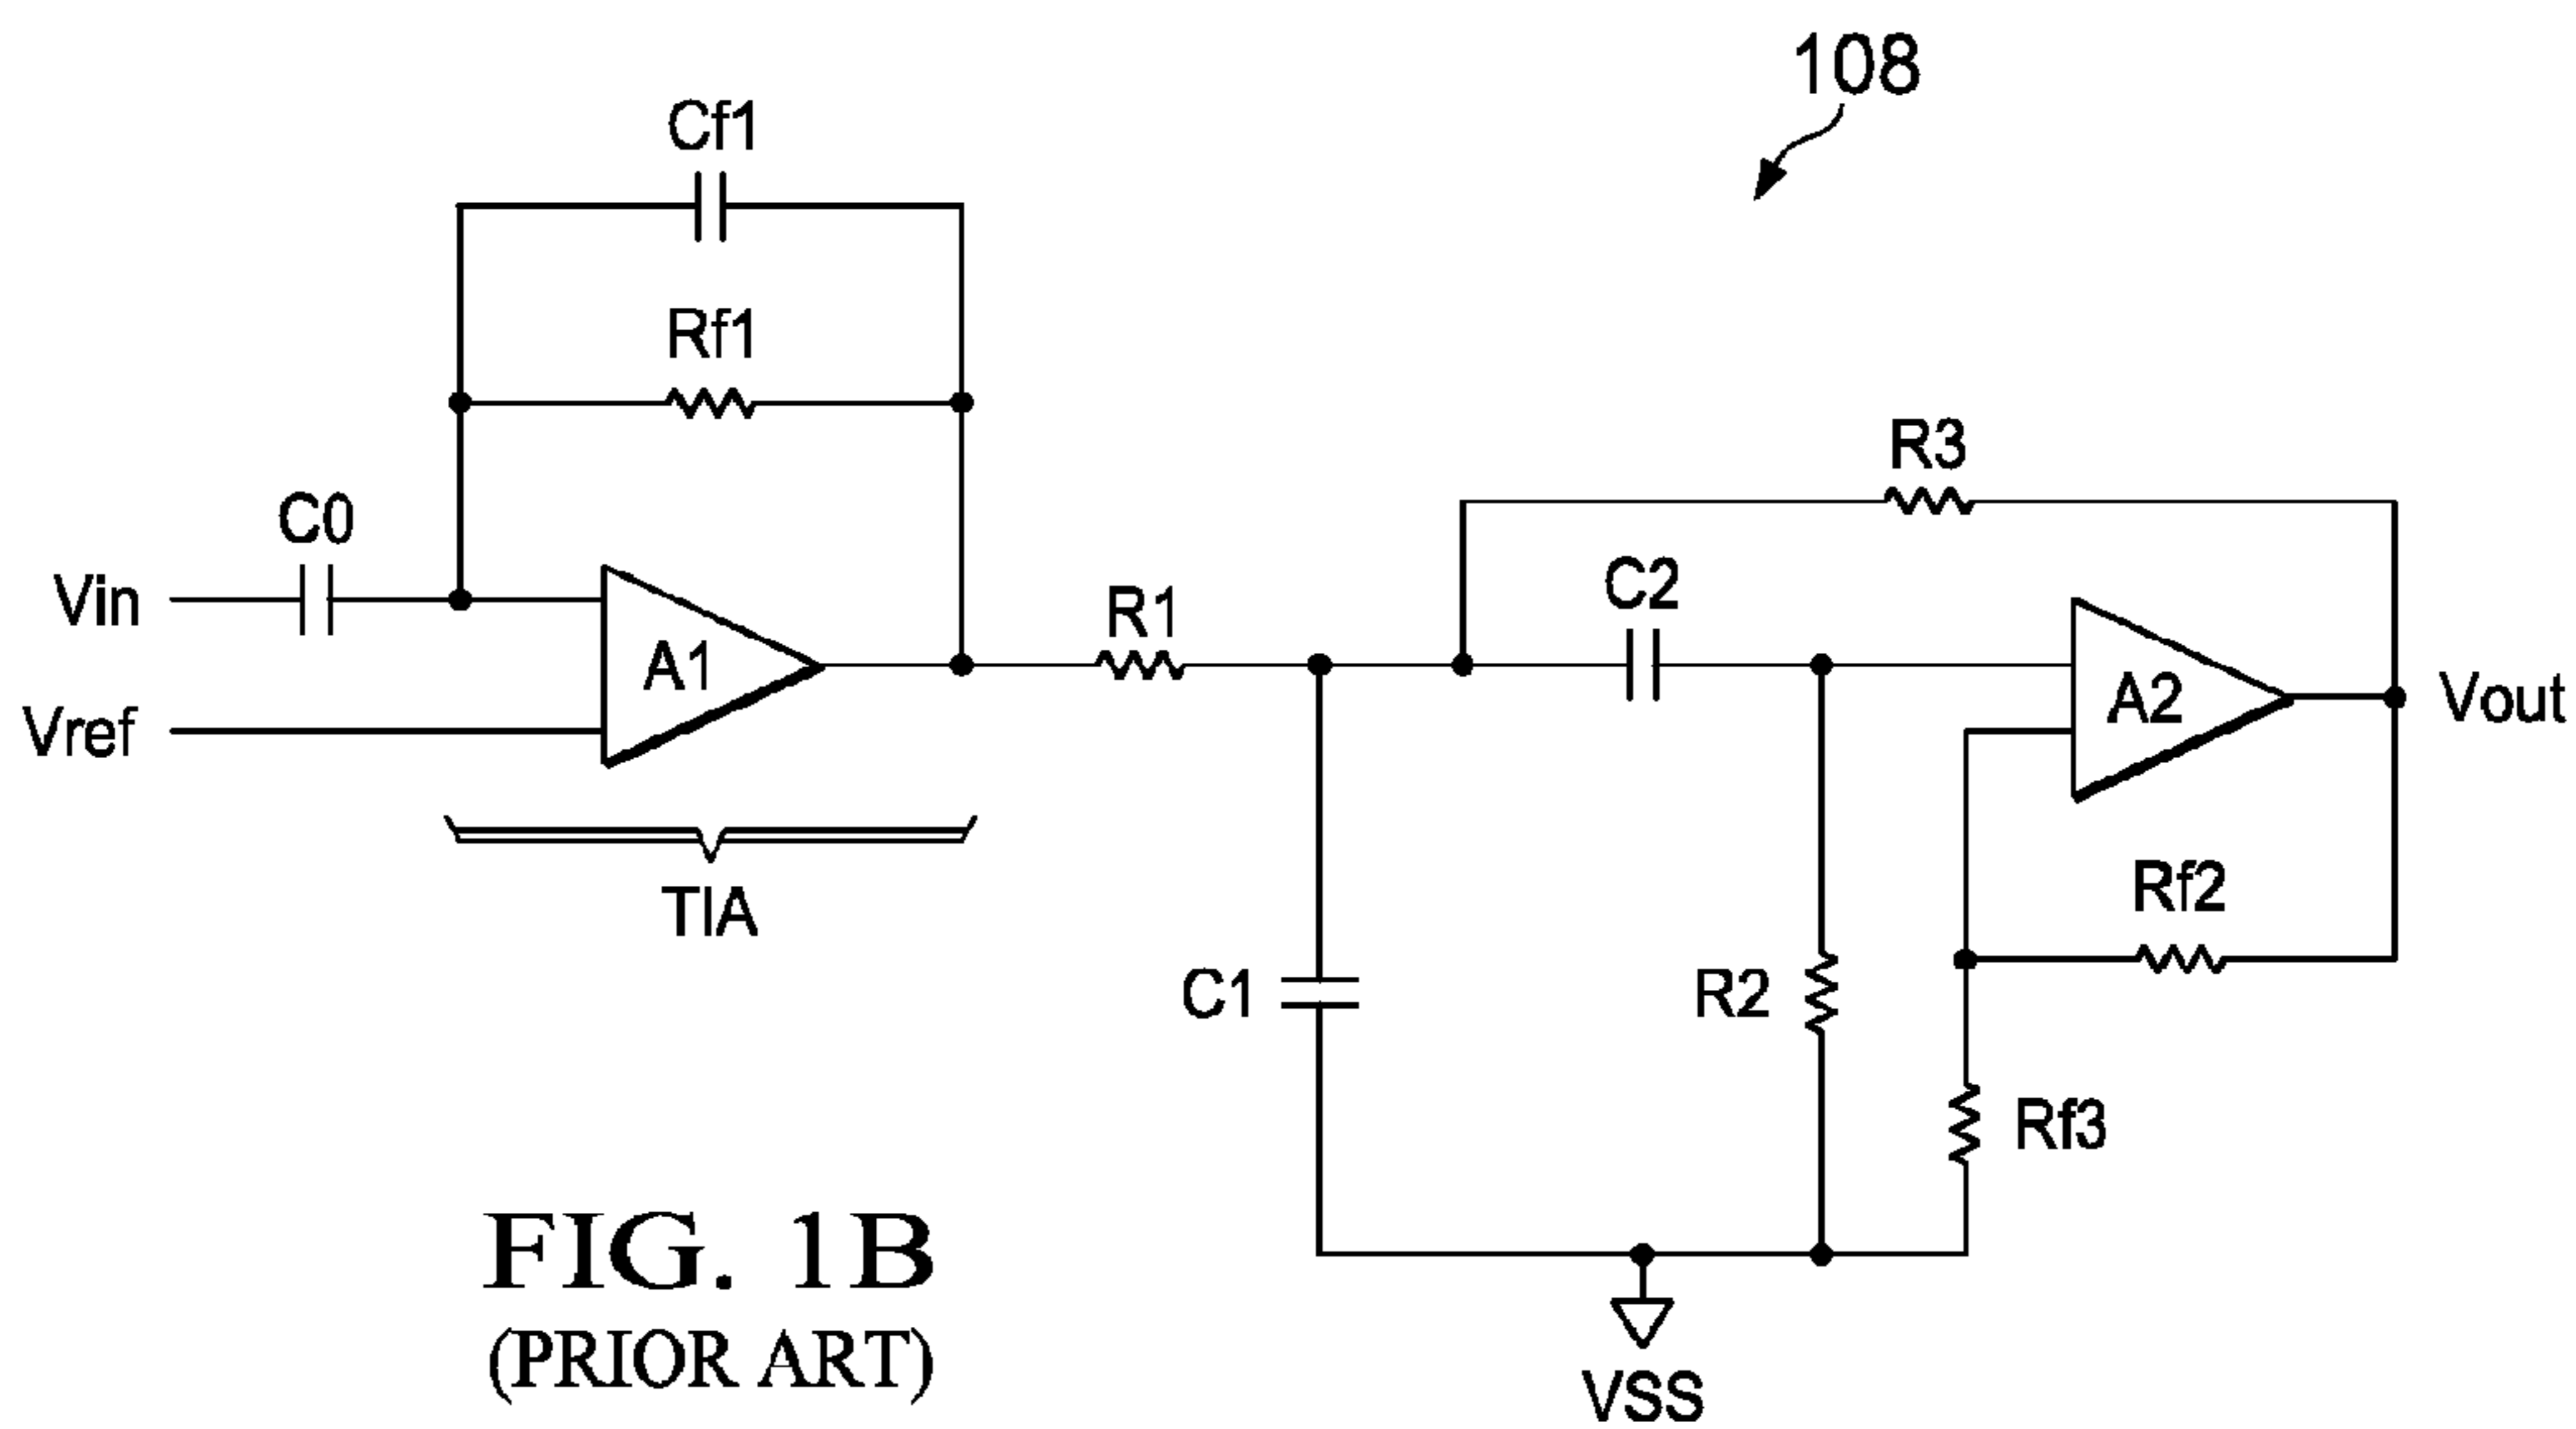 108
Cf1
Rf1
R3
C0
C2
Vin
R1
A1
A2
Vref
Vout
TIA
Rf2
C1
R2
Rf3
FIG. 1B
(PRIOR ART)
VSS